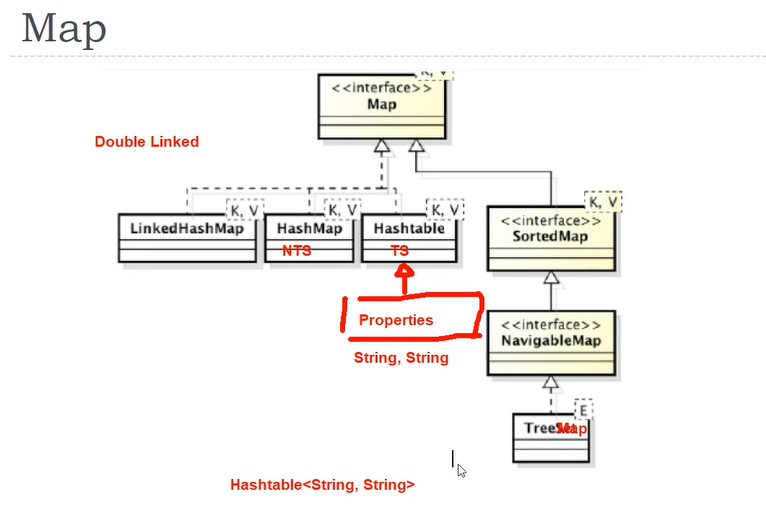 Map
K, V
<<interface>>
Map
Double Linked
K, V
K, V
K, V
K, V
LinkedHashMap
HashMap
Hashtable
<<interface>>
SortedMap
NTS
TS
Properties
<<interface>>
NavigableMap
String, String
E
TreeMap
Hashtable<String, String>